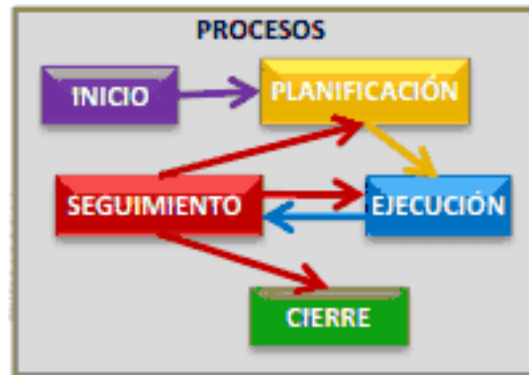 PROCESOS
INICIO
PLANIFICACIÓN
SEGUIMIENTO
EJECUCIÓN
CIERRE